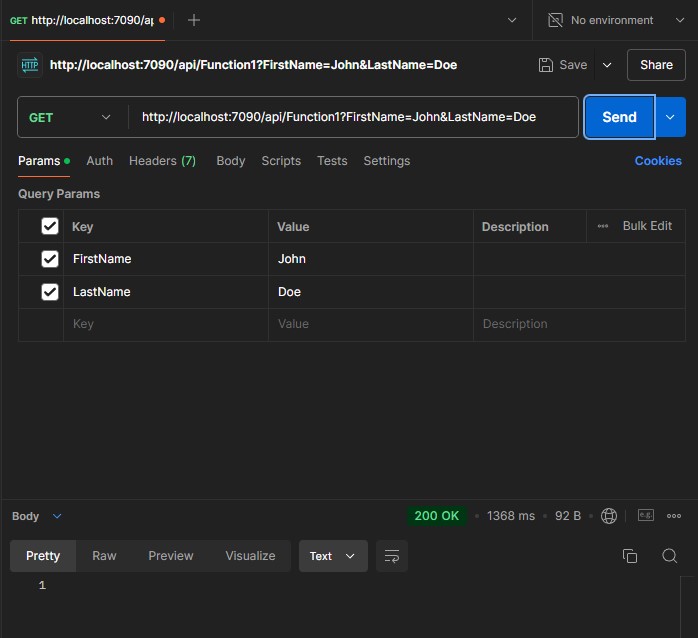 GET http://localhost:7090/ap
No environment
HTTP http://localhost:7090/api/Function1?FirstName=John&LastName=Doe Save Share
GET http://localhost:7090/api/Function1?FirstName=John&LastName=Doe Send
Params Auth Headers (7) Body Scripts Tests Settings Cookies
Query Params
Key Value Description Bulk Edit
FirstName John
LastName Doe
Key Value Description
Body 200 OK 1368 ms 92 B e.g.
Pretty Raw Preview Visualize Text
1